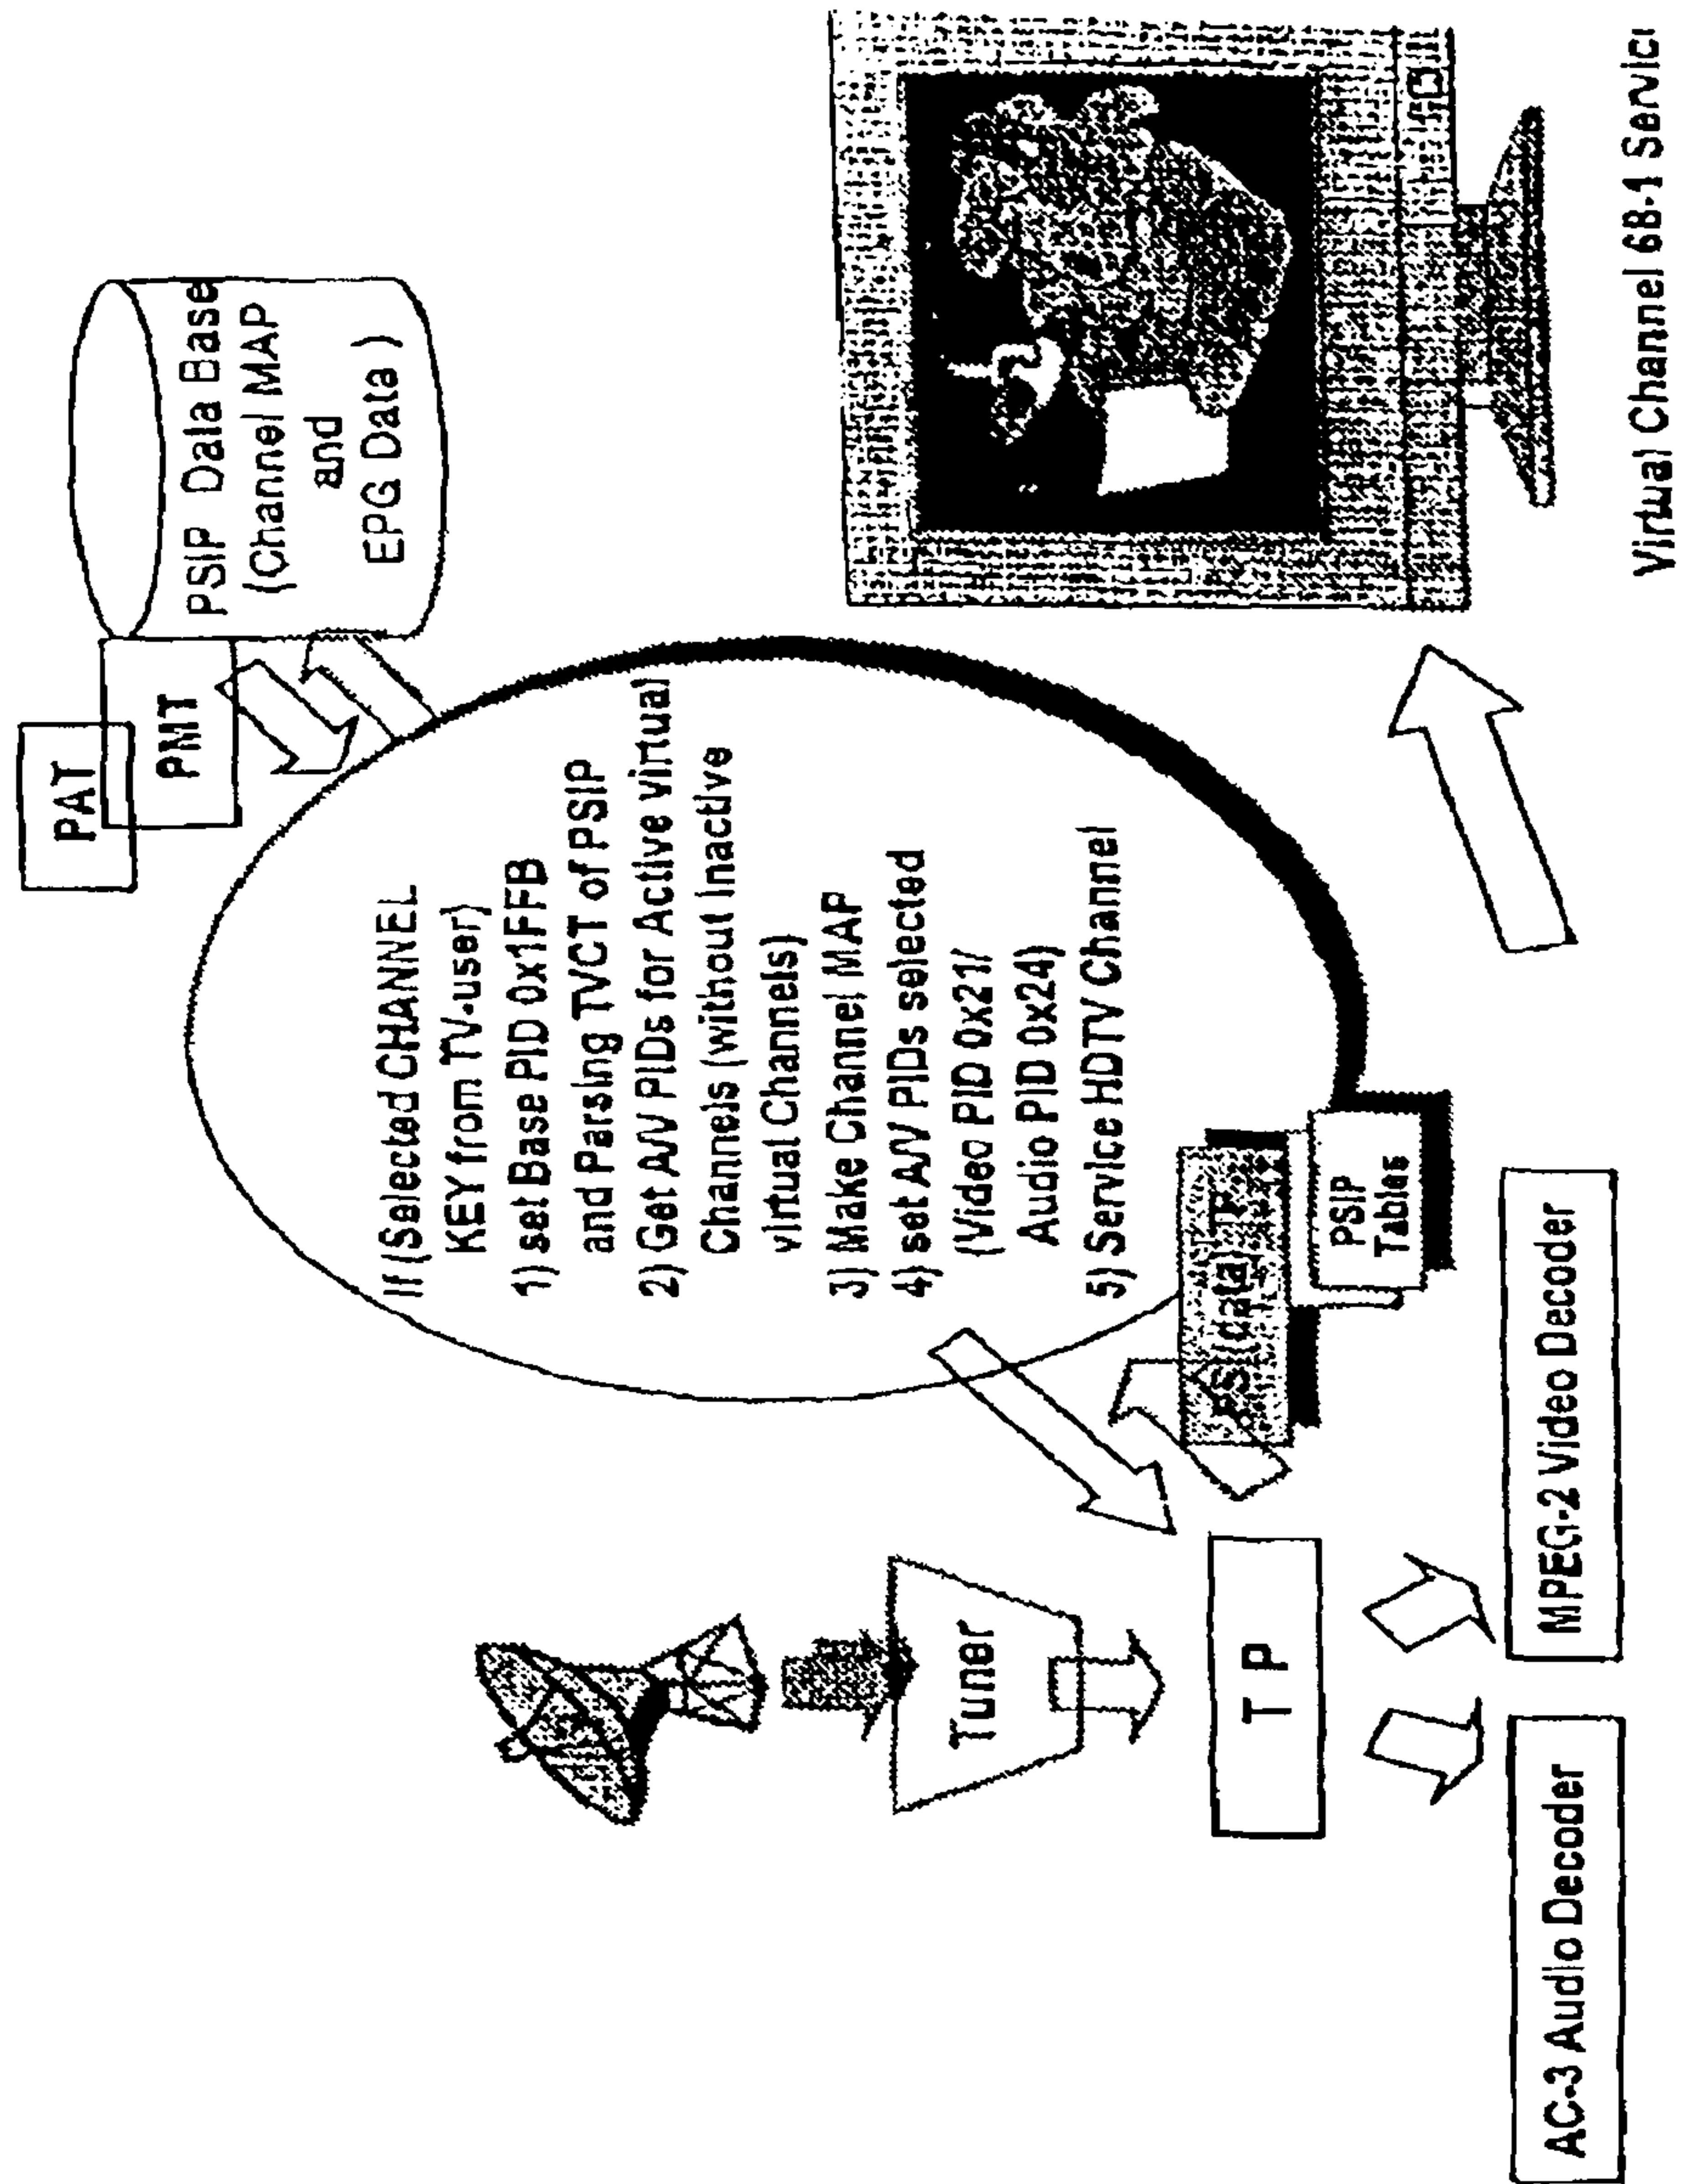 PAT
PMT
PSIP Data Base
(Channel MAP
and
EPG Data )
If (Selected CHANNEL
KEY from TV-user)
1) set Base PID 0x1FFB
and Parsing TVCT of PSIP
2) Get A/V PIDs for Active virtual
Channels (without Inactive
virtual Channels)
3) Make Channel MAP
4) set A/V PIDs selected
(Video PID 0x21/
Audio PID 0x24)
5) Service HDTV Channel
PSIP
Tables
Tuner
T P
AC-3 Audio Decoder
MPEG-2 Video Decoder
Virtual Channel 68-1